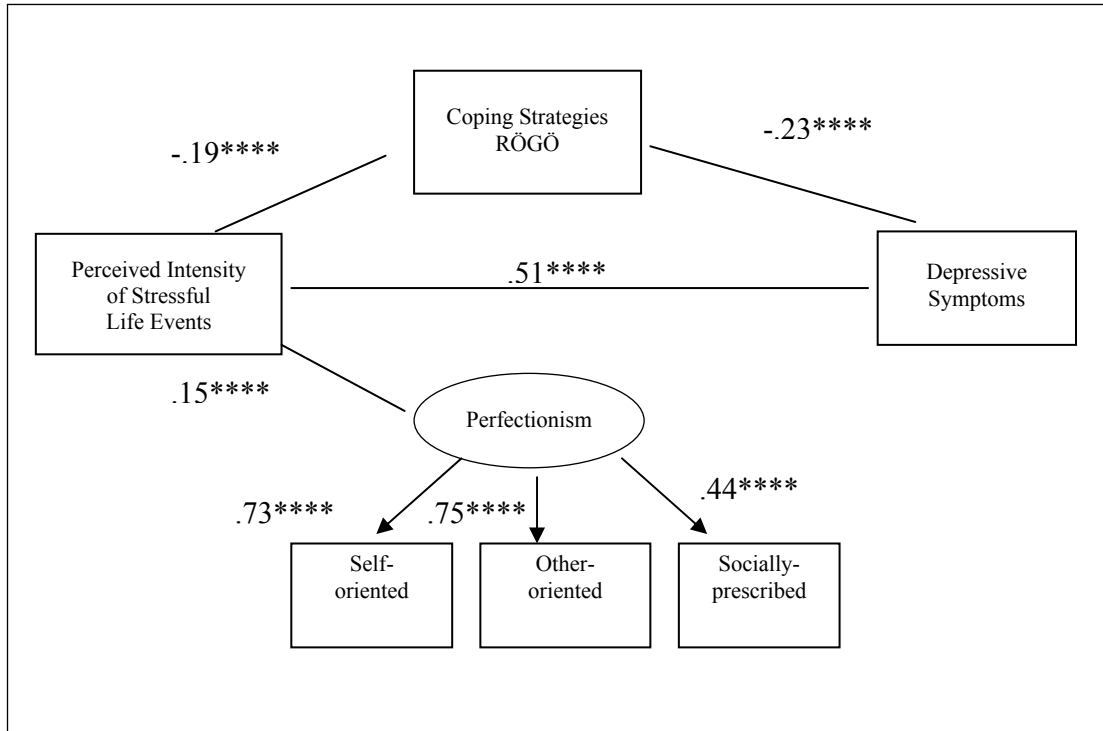 Coping Strategies
RÖGÖ
-.19****
-.23****
Perceived Intensity
of Stressful
Life Events
.51****
Depressive
Symptoms
.15****
Perfectionism
.73****
.75****
.44****
Self-
oriented
Other-
oriented
Socially-
prescribed